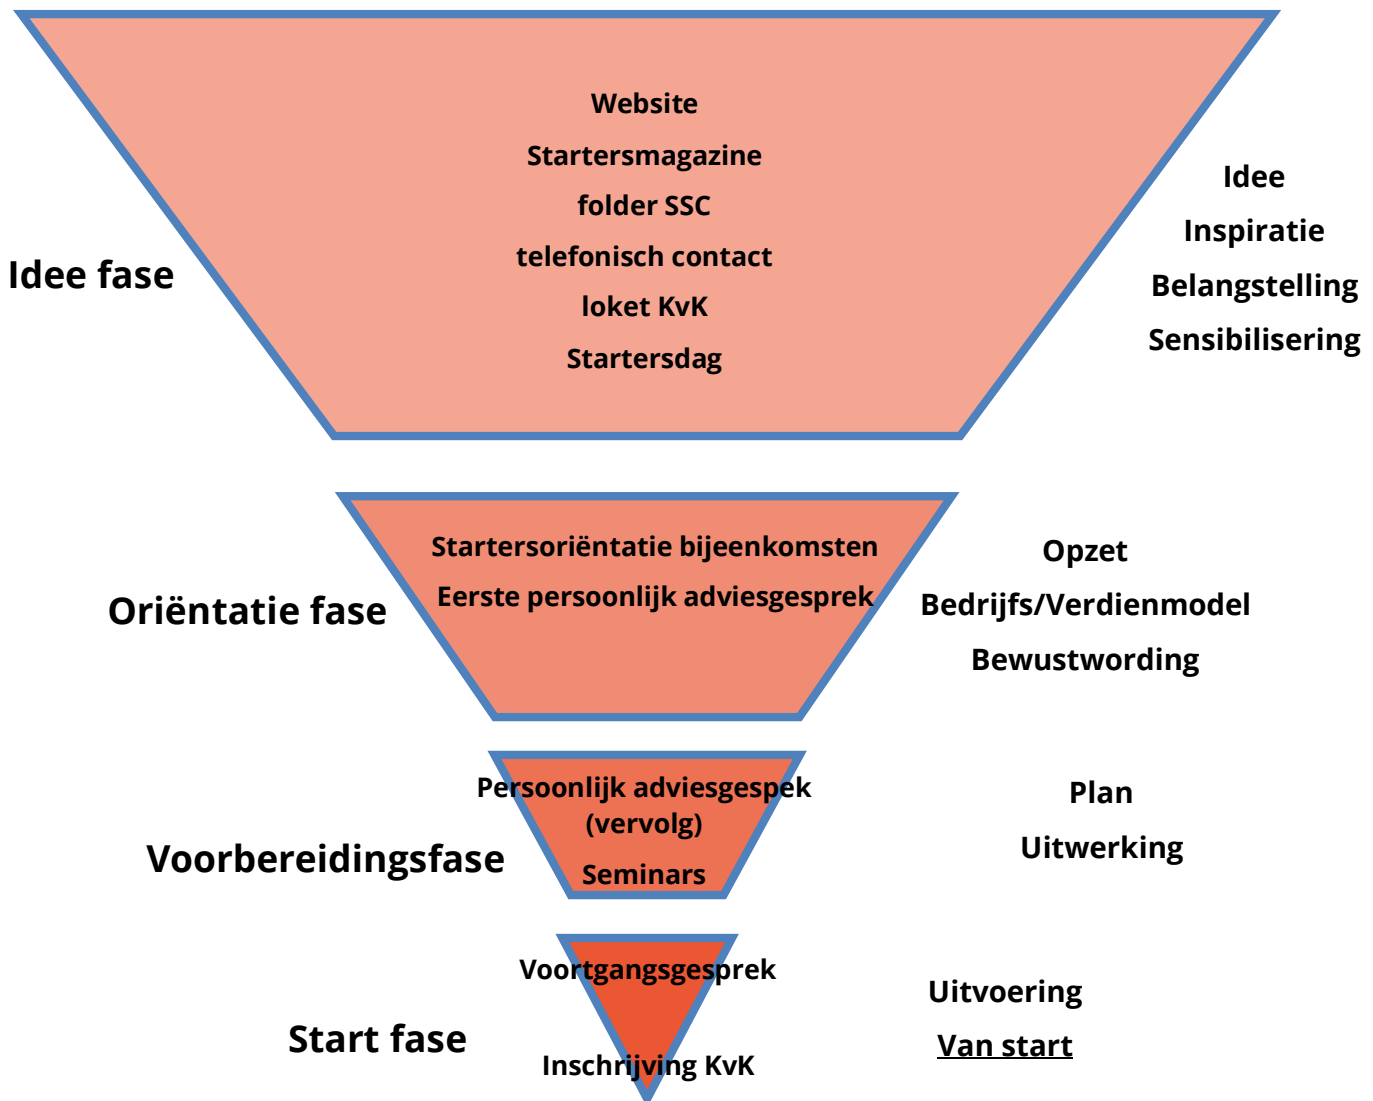 Website
Startersmagazine
folder SSC
telefonisch contact
loket KvK
Startersdag
Idee fase
Idee
Inspiratie
Belangstelling
Sensibilisering
Startersoriëntatie bijeenkomsten
Eerste persoonlijk adviesgesprek
Oriëntatie fase
Opzet
Bedrijfs/Verdienmodel
Bewustwording
Persoonlijk adviesgespek
(vervolg)
Seminars
Voorbereidingsfase
Plan
Uitwerking
Voortgangsgesprek
Inschrijving KvK
Start fase
Uitvoering
Van start